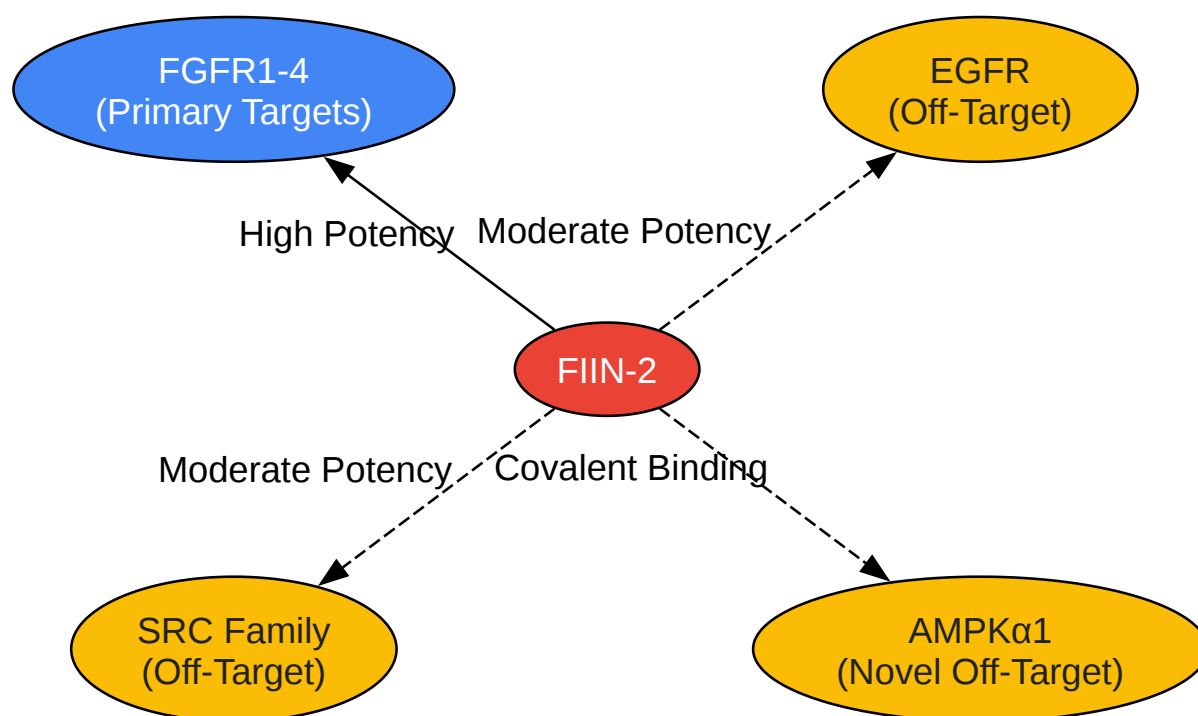 FGFR1-4
(Primary Targets)
EGFR
(Off-Target)
High Potency
Moderate Potency
FIIN-2
Moderate Potency
Covalent Binding
SRC Family
(Off-Target)
AMPKα1
(Novel Off-Target)